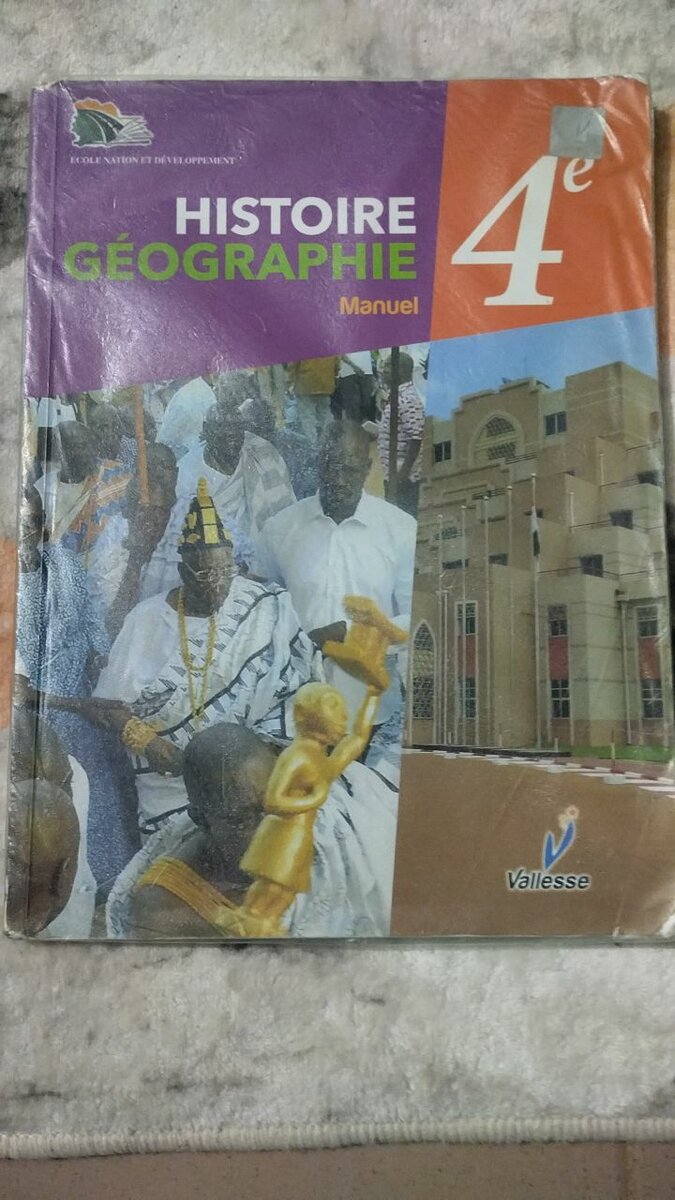 ECOLE NATION ET DÉVELOPPEMENT
HISTOIRE
GÉOGRAPHIE
Manuel
4e
Vallesse